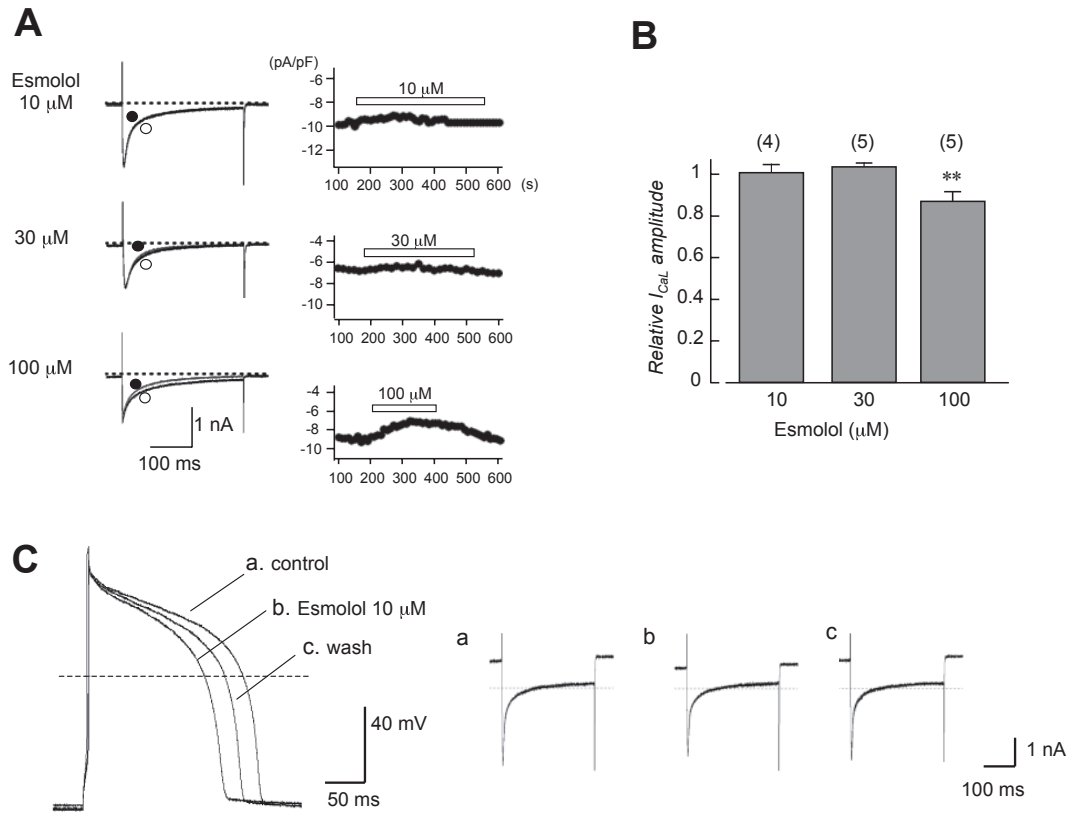 A
Esmolol
10 μM
(pA/pF)
-6
-8
-10
-12
10 μM
100 200 300 400 500 600 (s)
30 μM
-4
-6
-8
-10
30 μM
100 200 300 400 500 600
100 μM
-4
-6
-8
-10
100 μM
100 200 300 400 500 600
1 nA
100 ms
B
(4) (5) (5)
**
Relative I_CaL amplitude
1
0.8
0.6
0.4
0.2
0
10 30 100
Esmolol (μM)
C
a. control
b. Esmolol 10 μM
c. wash
40 mV
50 ms
a b c
1 nA
100 ms